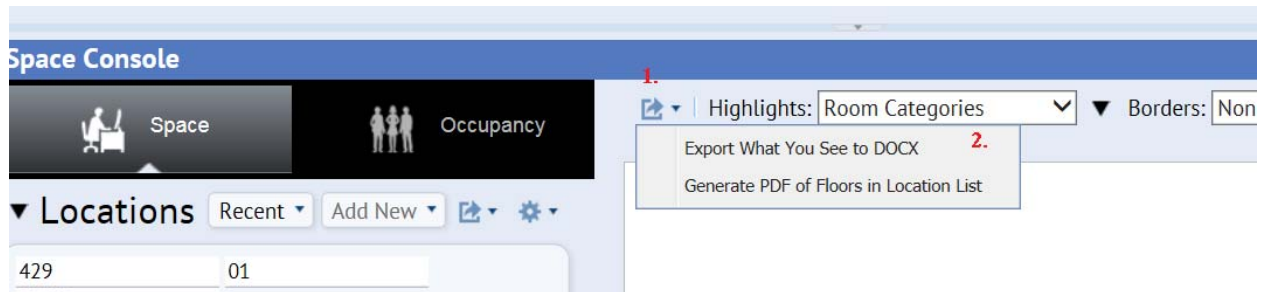 Space Console
1.
Space
Occupancy
Highlights: Room Categories
Borders: Non
Export What You See to DOCX 2.
Generate PDF of Floors in Location List
Locations Recent Add New
429 01